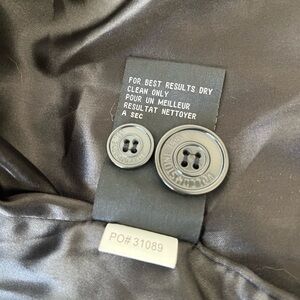 FOR BEST RESULTS DRY
CLEAN ONLY
POUR UN MEILLEUR
RESULTAT NETTOYER
A SEC
PO# 31089